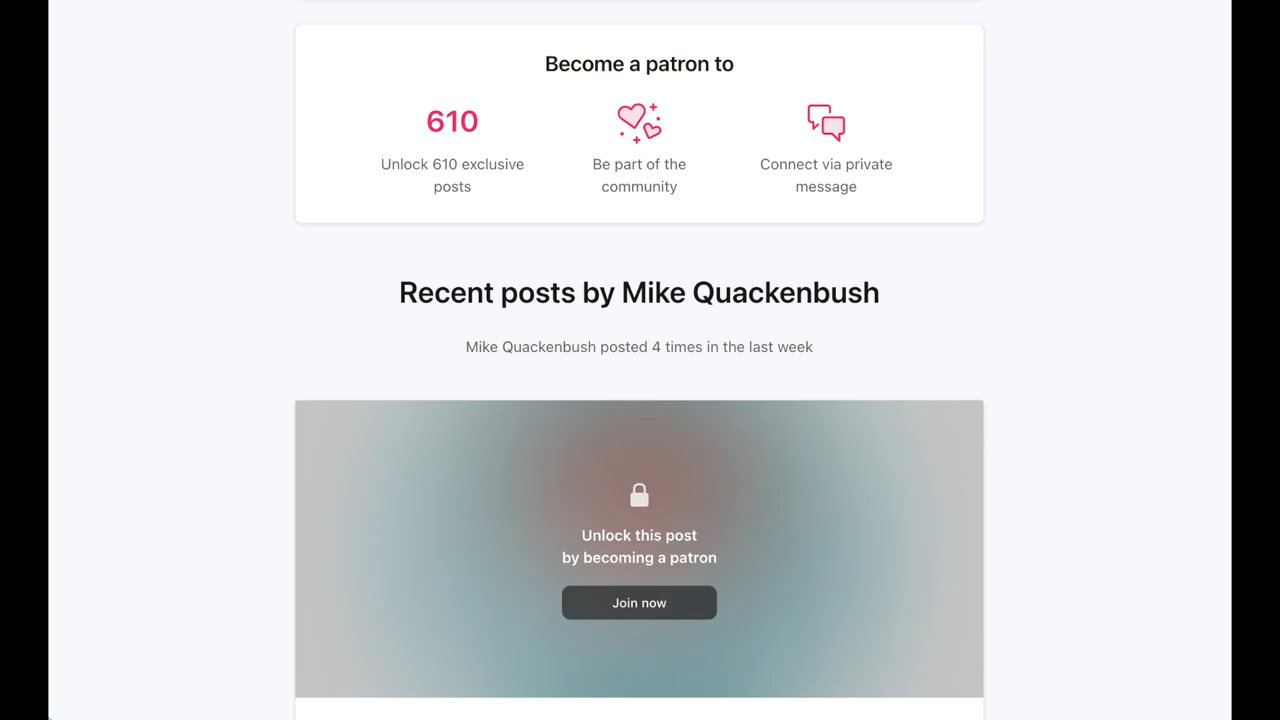 Become a patron to
610
Unlock 610 exclusive
posts
Be part of the
community
Connect via private
message
Recent posts by Mike Quackenbush
Mike Quackenbush posted 4 times in the last week
Unlock this post
by becoming a patron
Join now